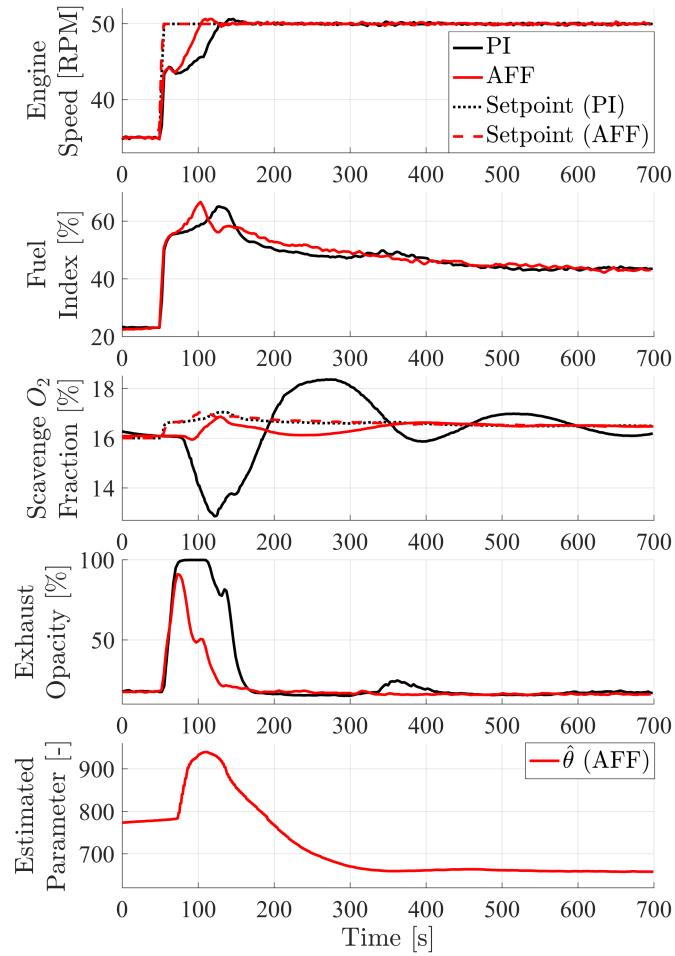 Engine
Speed [RPM]
50
40
PI
AFF
Setpoint (PI)
Setpoint (AFF)
0 100 200 300 400 500 600 700
Fuel
Index [%]
60
40
20
0 100 200 300 400 500 600 700
Scavenge O₂
Fraction [%]
18
16
14
0 100 200 300 400 500 600 700
Exhaust
Opacity [%]
100
50
0 100 200 300 400 500 600 700
Estimated
Parameter [-]
900
800
700
θ̂ (AFF)
0 100 200 300 400 500 600 700
Time [s]